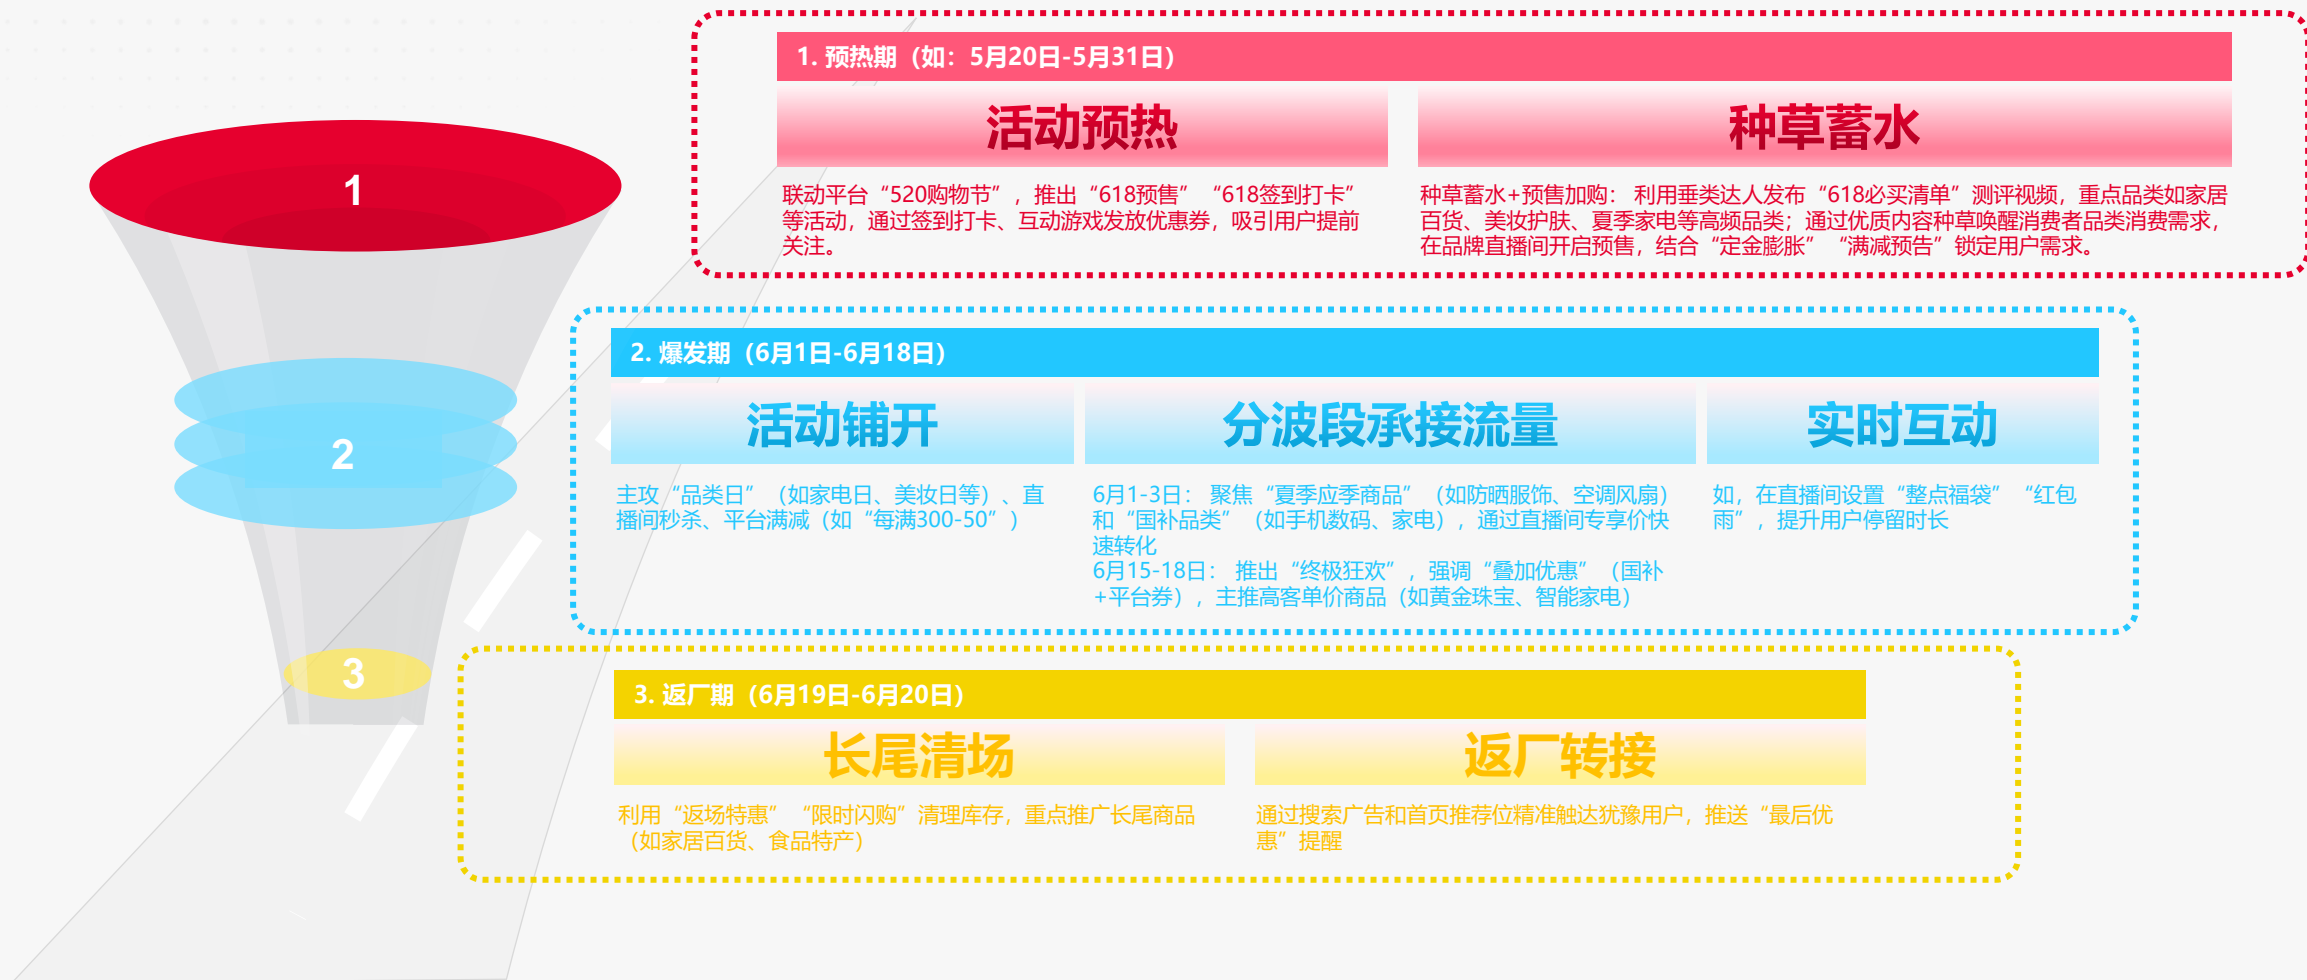 1. 预热期（如：5月20日-5月31日）
活动预热
种草蓄水
联动平台“520购物节”，推出“618预售”“618签到打卡”
等活动，通过签到打卡、互动游戏发放优惠券，吸引用户提前
关注。
种草蓄水+预售加购： 利用垂类达人发布“618必买清单”测评视频，重点品类如家居
百货、美妆护肤、夏季家电等高频品类；通过优质内容种草唤醒消费者品类消费需求，
在品牌直播间开启预售，结合“定金膨胀”“满减预告”锁定用户需求。
1
2. 爆发期（6月1日-6月18日）
活动铺开
分波段承接流量
实时互动
主攻“品类日”（如家电日、美妆日等）、直
播间秒杀、平台满减（如“每满300-50”）
6月1-3日： 聚焦“夏季应季商品”（如防晒服饰、空调风扇）
和“国补品类”（如手机数码、家电），通过直播间专享价快
速转化
6月15-18日： 推出“终极狂欢”，强调“叠加优惠”（国补
+平台券），主推高客单价商品（如黄金珠宝、智能家电）
如，在直播间设置“整点福袋”“红包
雨”，提升用户停留时长
2
3. 返厂期（6月19日-6月20日）
长尾清场
返厂转接
利用“返场特惠”“限时闪购”清理库存，重点推广长尾商品
（如家居百货、食品特产）
通过搜索广告和首页推荐位精准触达犹豫用户，推送“最后优
惠”提醒
3